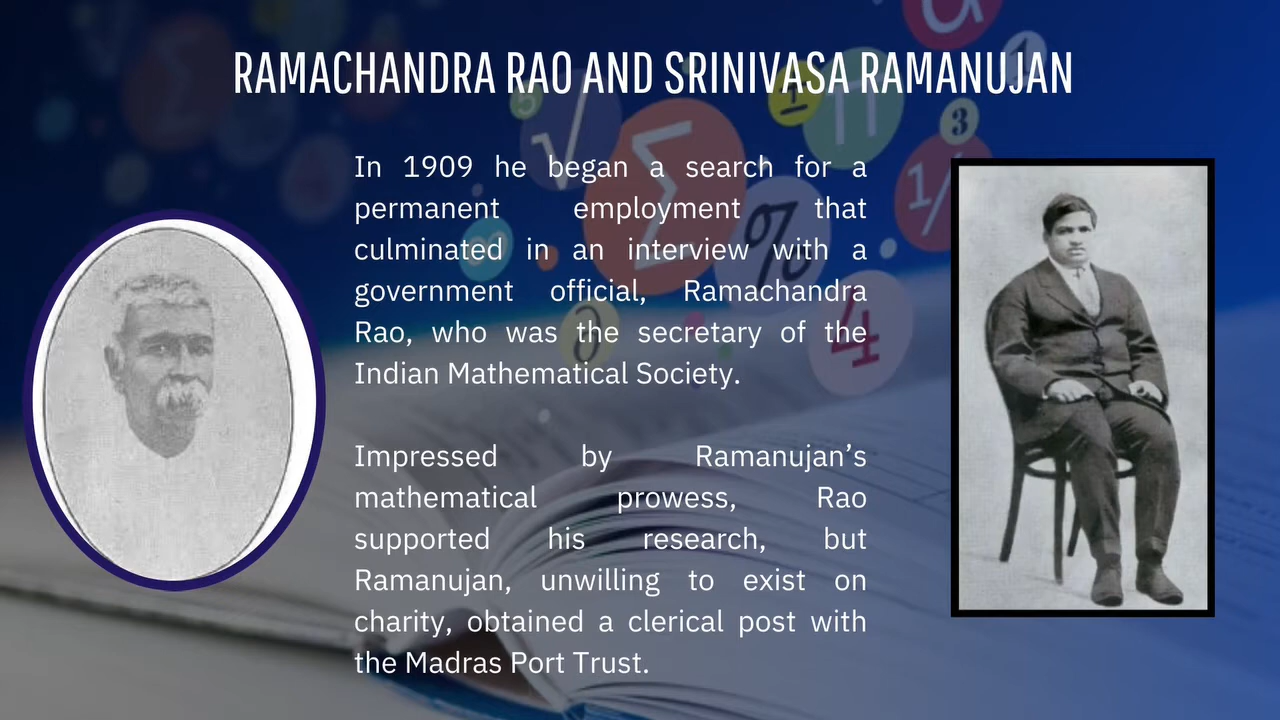 RAMACHANDRA RAO AND SRINIVASA RAMANUJAN
In 1909 he began a search for a
permanent employment that
culminated in an interview with a
government official, Ramachandra
Rao, who was the secretary of the
Indian Mathematical Society.
Impressed by Ramanujan’s
mathematical prowess, Rao
supported his research, but
Ramanujan, unwilling to exist on
charity, obtained a clerical post with
the Madras Port Trust.